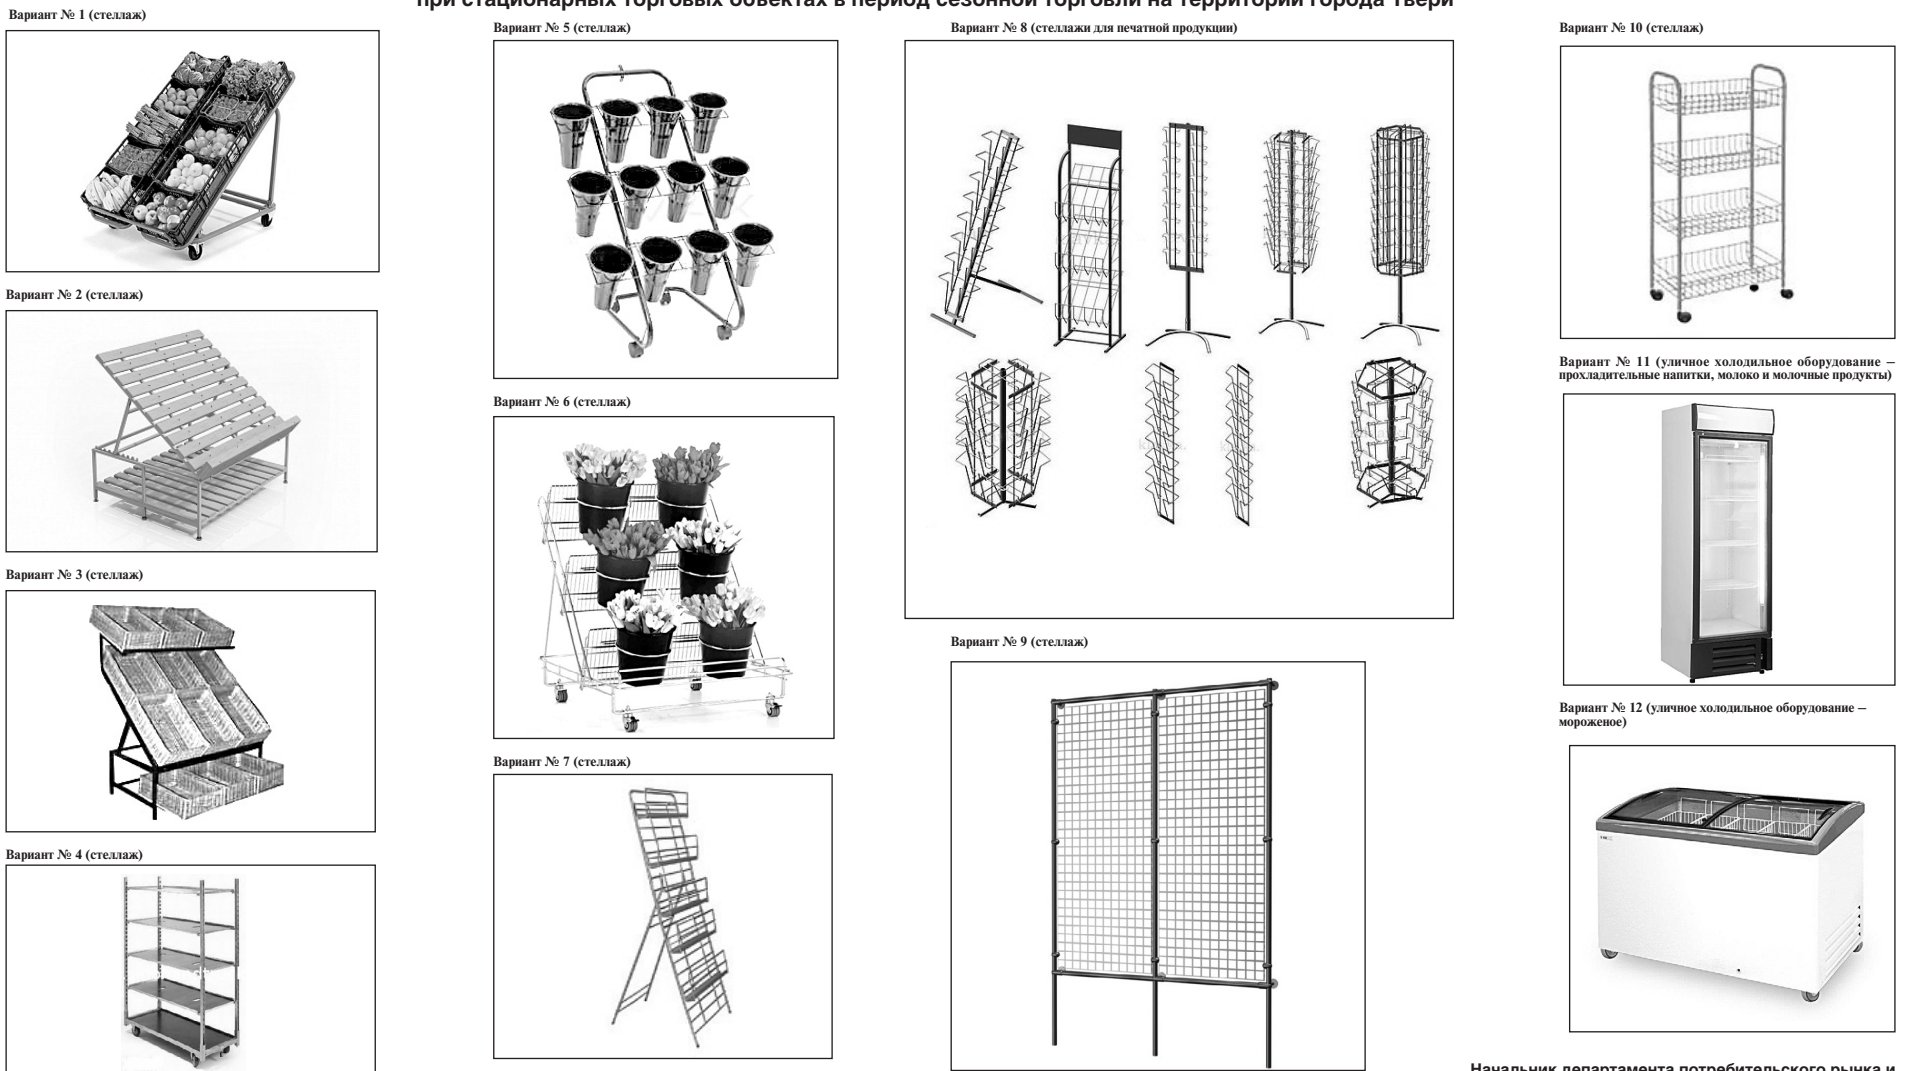 при стационарных торговых объектах в период сезонной торговли на территории города Твери
Вариант № 1 (стеллаж)
Вариант № 2 (стеллаж)
Вариант № 3 (стеллаж)
Вариант № 4 (стеллаж)
Вариант № 5 (стеллаж)
Вариант № 6 (стеллаж)
Вариант № 7 (стеллаж)
Вариант № 8 (стеллажи для печатной продукции)
Вариант № 9 (стеллаж)
Вариант № 10 (стеллаж)
Вариант № 11 (уличное холодильное оборудование –
прохладительные напитки, молоко и молочные продукты)
Вариант № 12 (уличное холодильное оборудование –
мороженое)
Начальник департамента потребительского рынка и